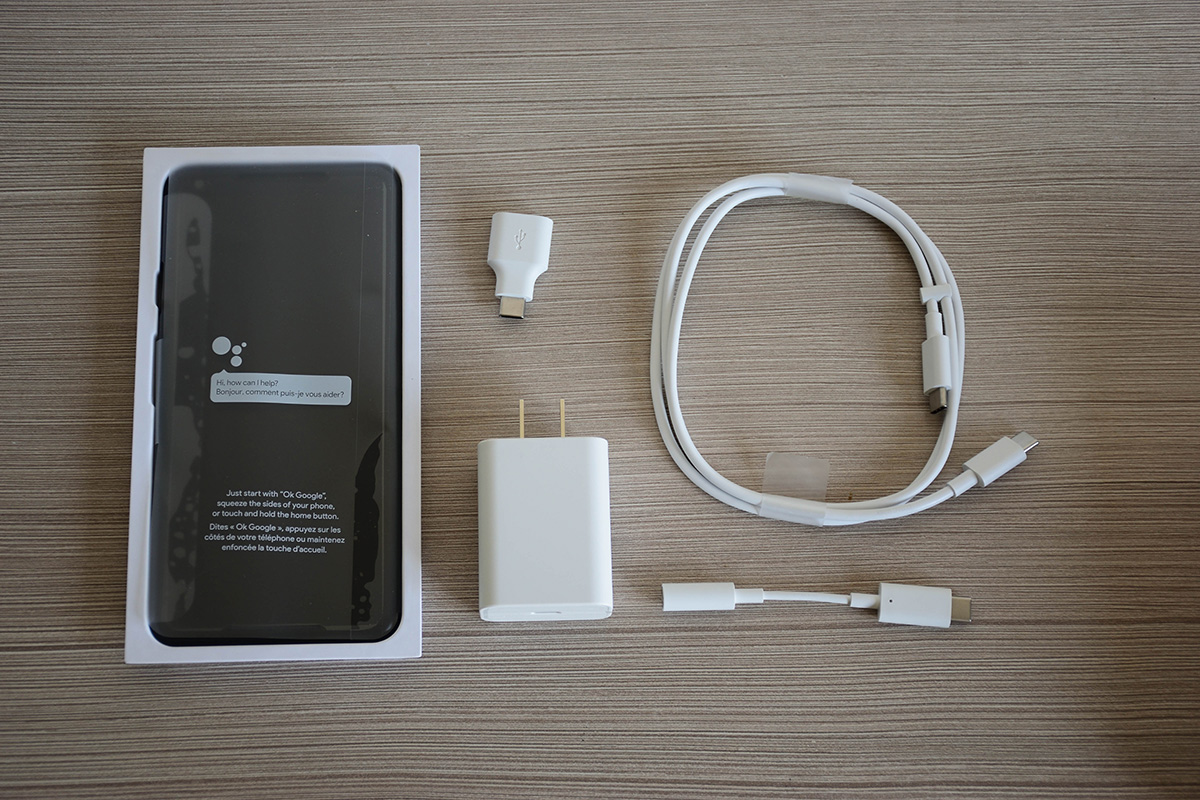 Hi, how can I help?
Bonjour, comment puis-je vous aider?
Just start with "Ok Google",
squeeze the sides of your phone,
or touch and hold the home button.
Dites « Ok Google », appuyez sur les
côtés de votre téléphone ou maintenez
enfoncée la touche d'accueil.